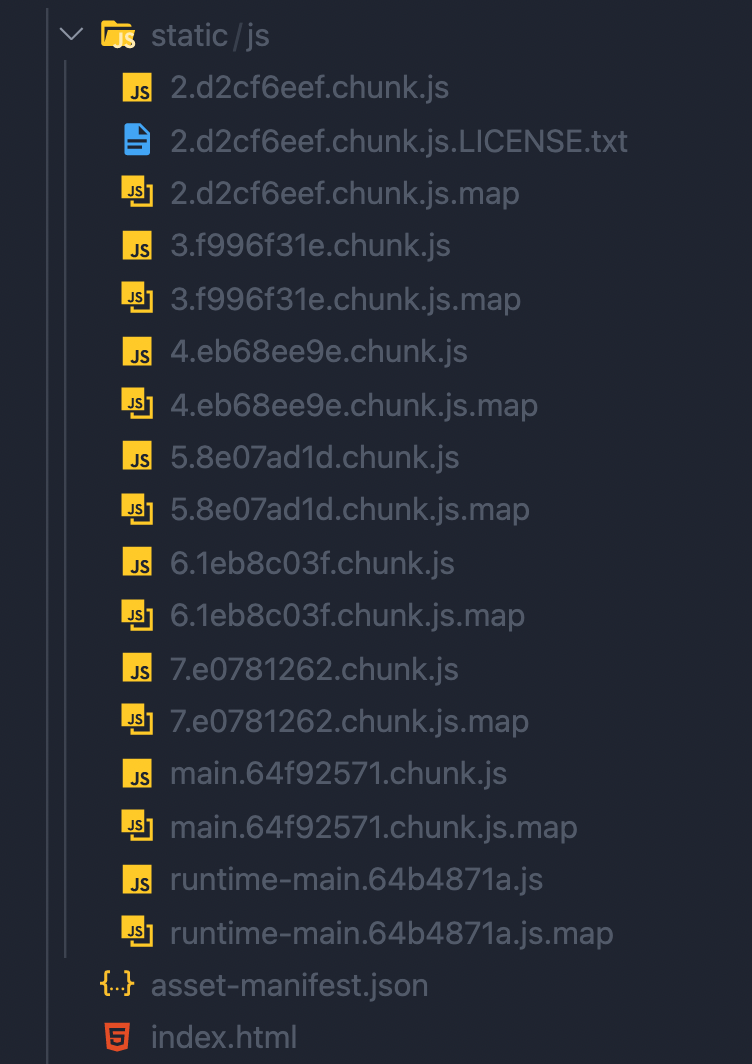 static/js
2.d2cf6eef.chunk.js
2.d2cf6eef.chunk.js.LICENSE.txt
2.d2cf6eef.chunk.js.map
3.f996f31e.chunk.js
3.f996f31e.chunk.js.map
4.eb68ee9e.chunk.js
4.eb68ee9e.chunk.js.map
5.8e07ad1d.chunk.js
5.8e07ad1d.chunk.js.map
6.1eb8c03f.chunk.js
6.1eb8c03f.chunk.js.map
7.e0781262.chunk.js
7.e0781262.chunk.js.map
main.64f92571.chunk.js
main.64f92571.chunk.js.map
runtime-main.64b4871a.js
runtime-main.64b4871a.js.map
asset-manifest.json
index.html